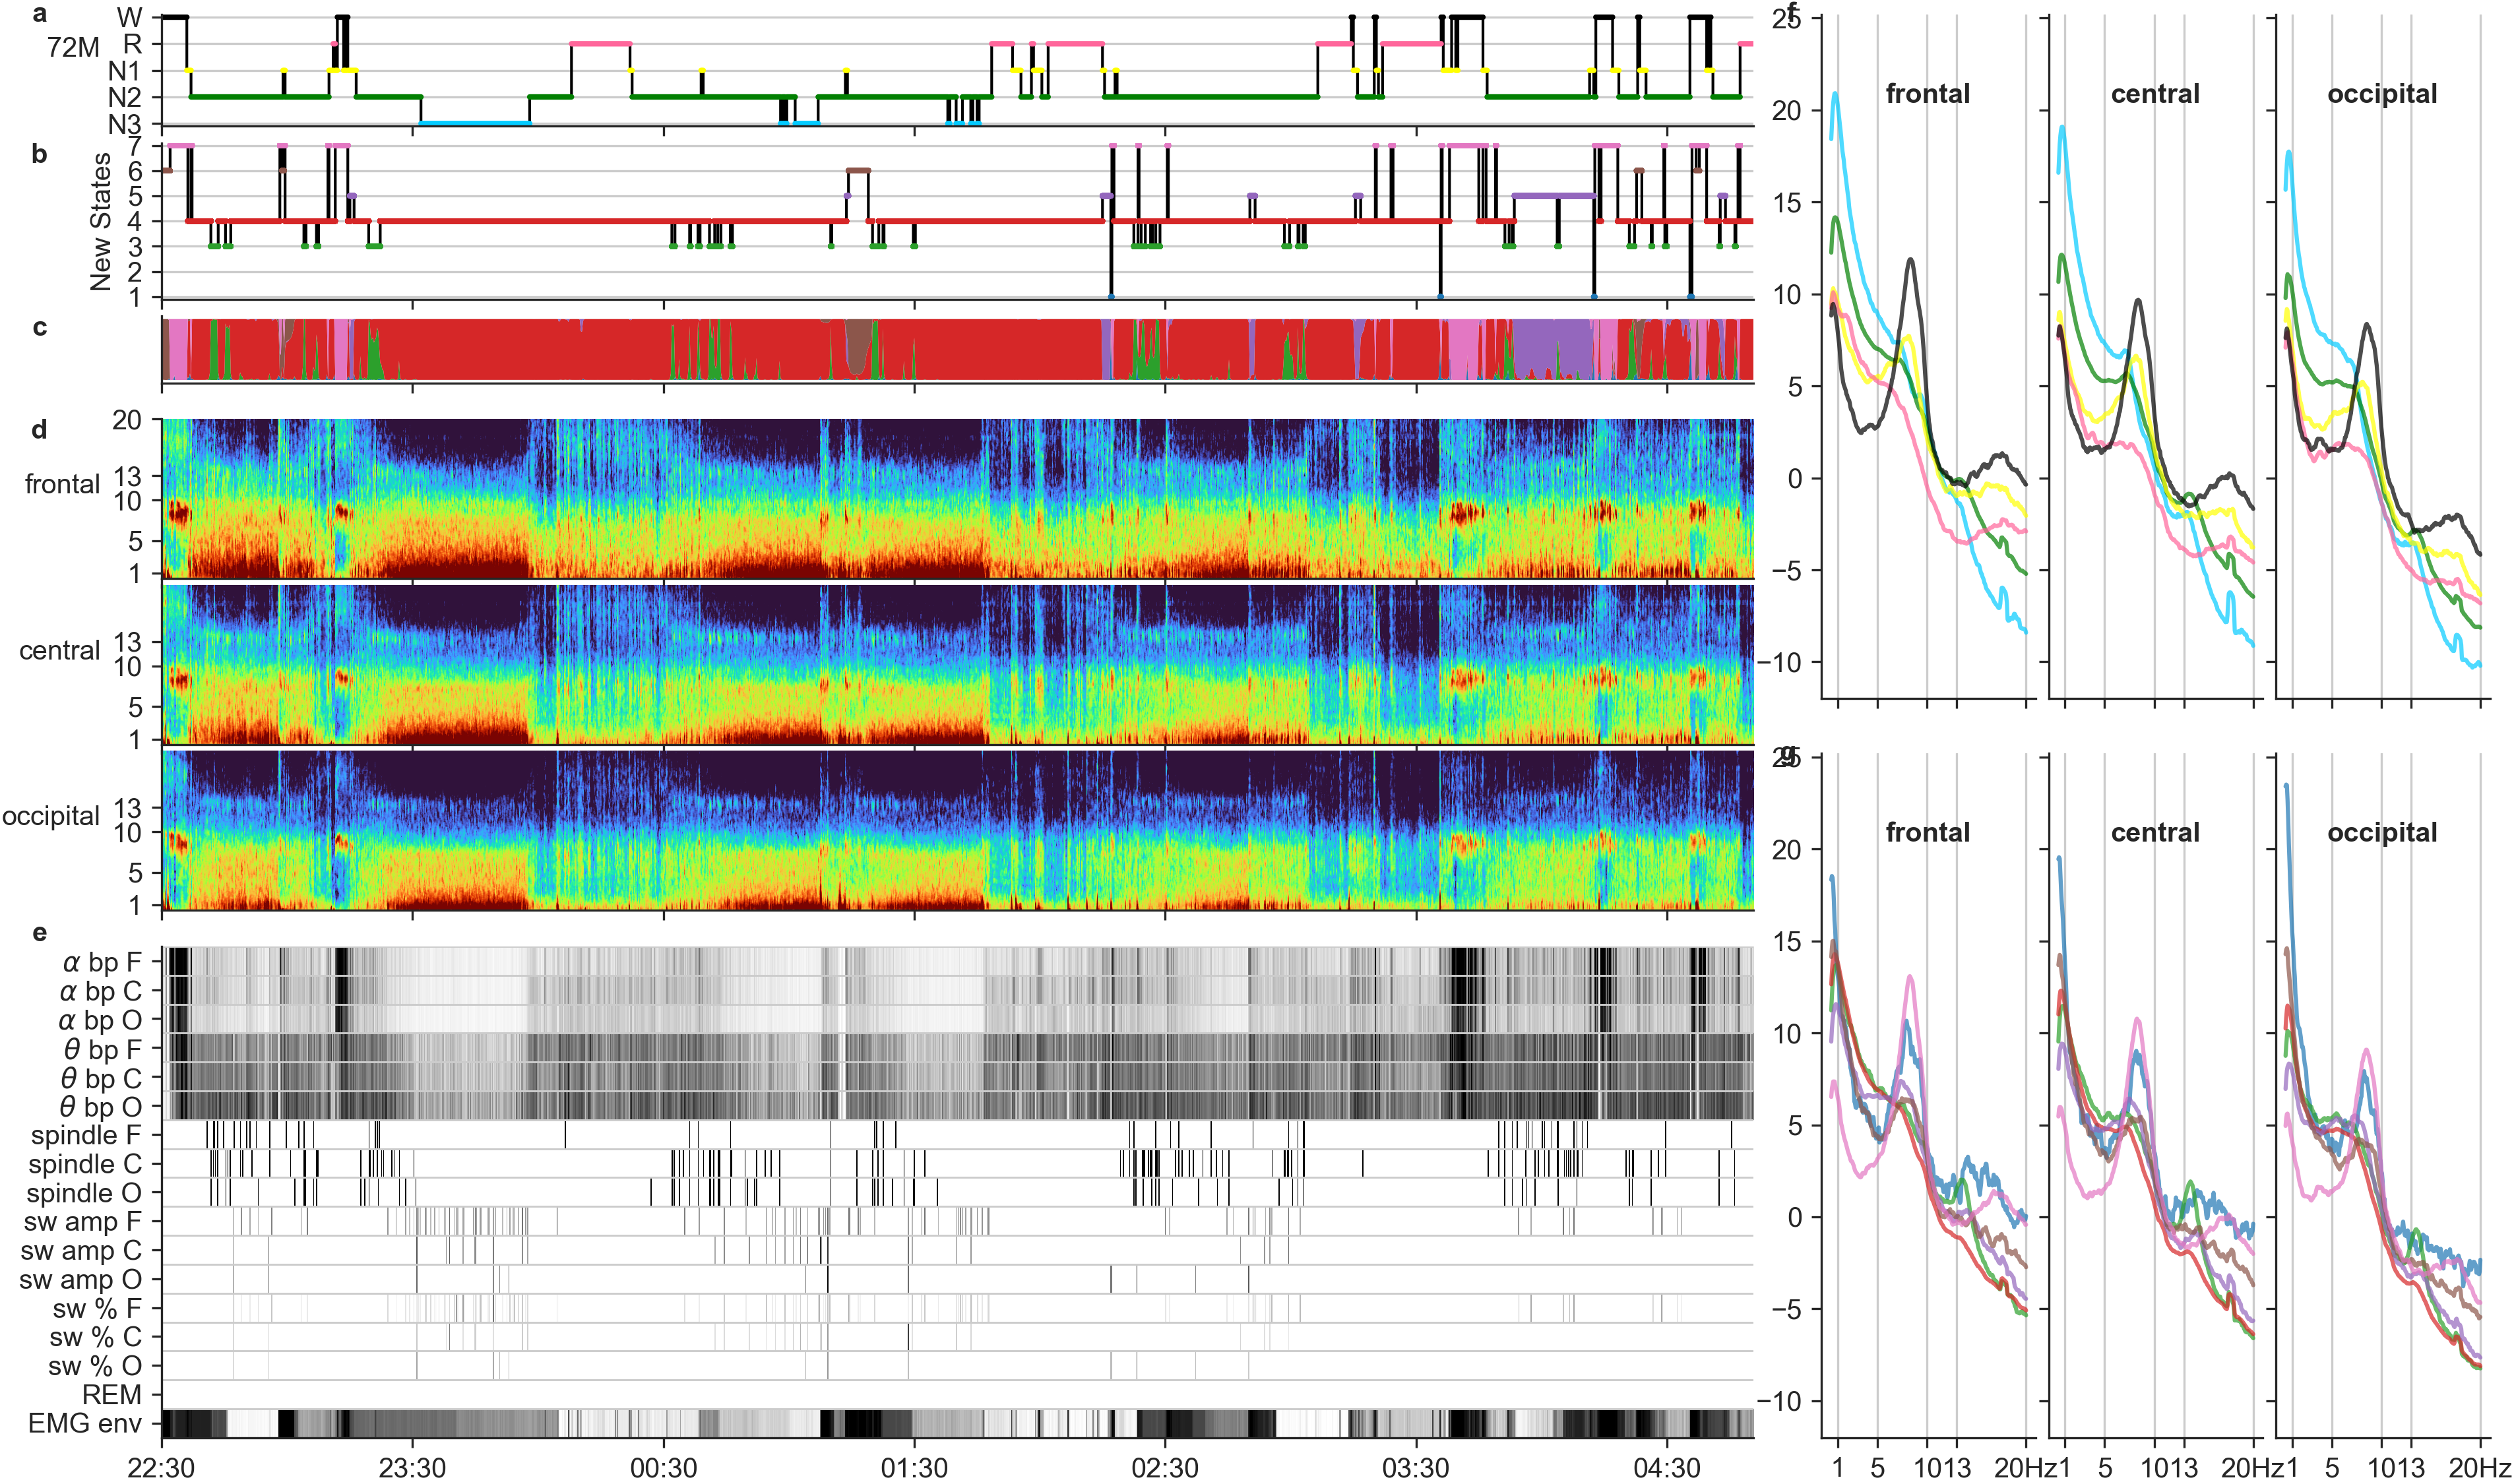 a
72M
W
R
N1
N2
N3
b
New States
7
6
5
4
3
2
1
c
d
frontal
20
13
10
5
1
central
13
10
5
1
occipital
13
10
5
1
e
α bp F
α bp C
α bp O
θ bp F
θ bp C
θ bp O
spindle F
spindle C
spindle O
sw amp F
sw amp C
sw amp O
sw % F
sw % C
sw % O
REM
EMG env
22:30 23:30 00:30 01:30 02:30 03:30 04:30
f
25
20
15
10
5
0
−5
−10
frontal central occipital
g
25
20
15
10
5
0
−5
−10
frontal central occipital
1 5 1013 20Hz 1 5 1013 20Hz 1 5 1013 20Hz